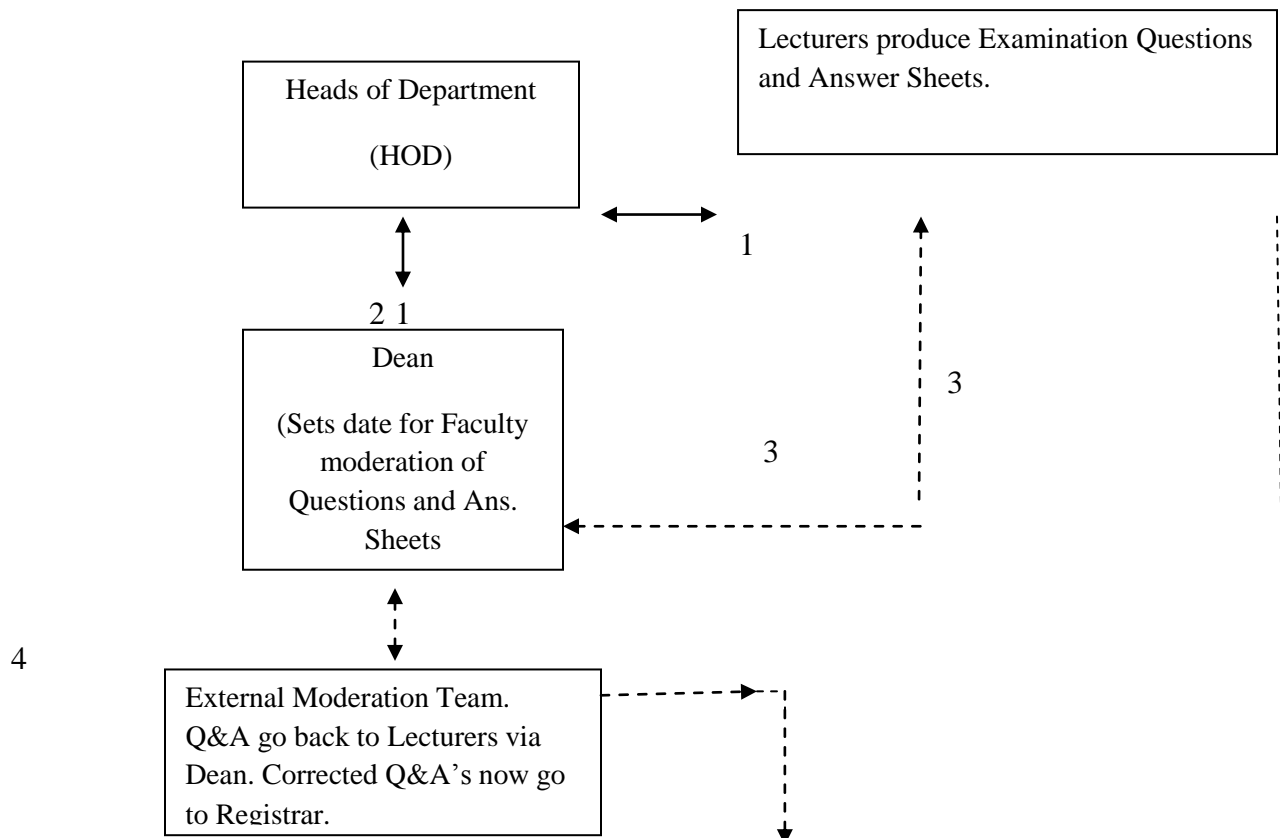 Lecturers produce Examination Questions
and Answer Sheets.
Heads of Department
(HOD)
1
2 1
Dean
(Sets date for Faculty
moderation of
Questions and Ans.
Sheets
3
3
4
External Moderation Team.
Q&A go back to Lecturers via
Dean. Corrected Q&A’s now go
to Registrar.